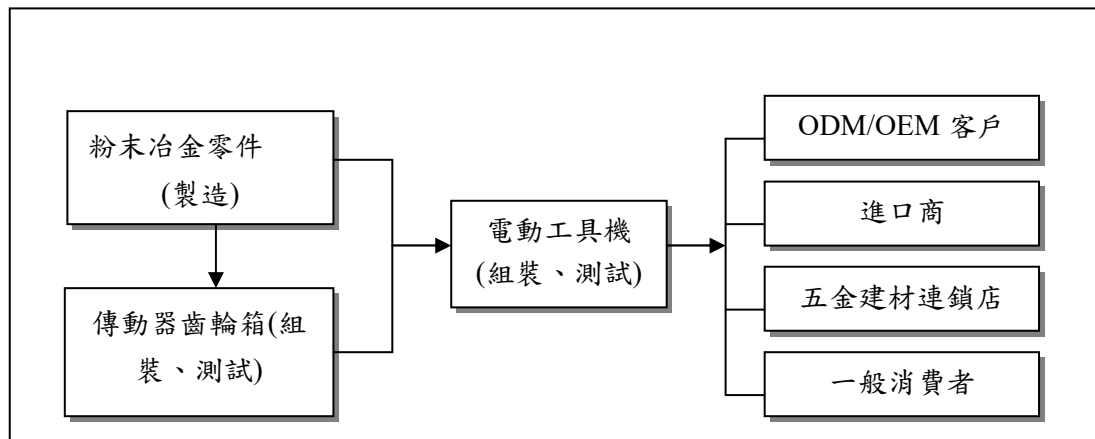 粉末冶金零件
(製造)
傳動器齒輪箱(組
裝、測試)
電動工具機
(組裝、測試)
ODM/OEM 客戶
進口商
五金建材連鎖店
一般消費者